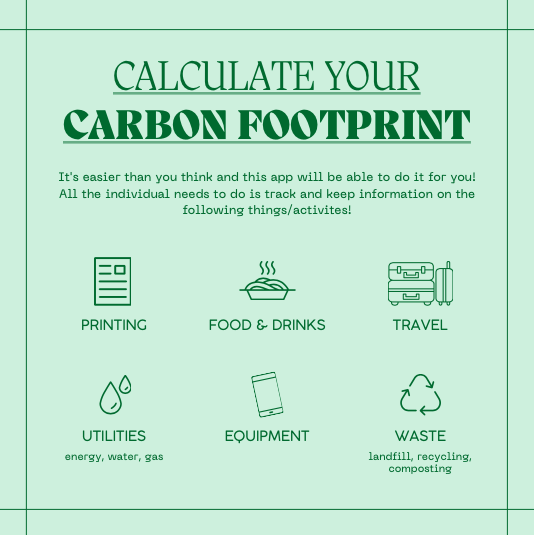 CALCULATE YOUR
CARBON FOOTPRINT
It's easier than you think and this app will be able to do it for you!
All the individual needs to do is track and keep information on the
following things/activites!
PRINTING
FOOD & DRINKS
TRAVEL
UTILITIES
energy, water, gas
EQUIPMENT
WASTE
landfill, recycling,
composting